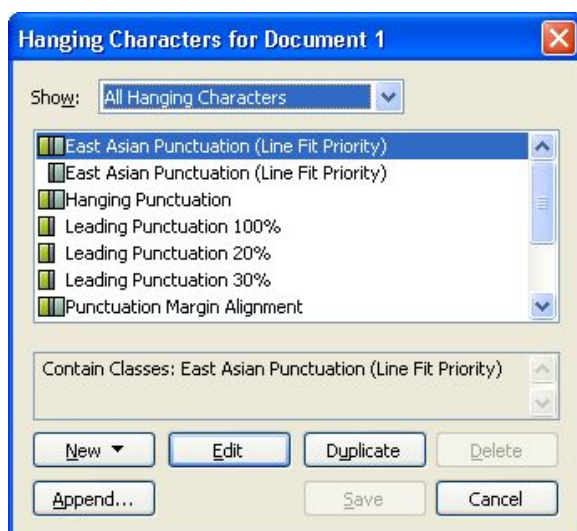 Hanging Characters for Document 1
Show: All Hanging Characters
East Asian Punctuation (Line Fit Priority)
East Asian Punctuation (Line Fit Priority)
Hanging Punctuation
Leading Punctuation 100%
Leading Punctuation 20%
Leading Punctuation 30%
Punctuation Margin Alignment
Contain Classes: East Asian Punctuation (Line Fit Priority)
New Edit Duplicate Delete
Append... Save Cancel